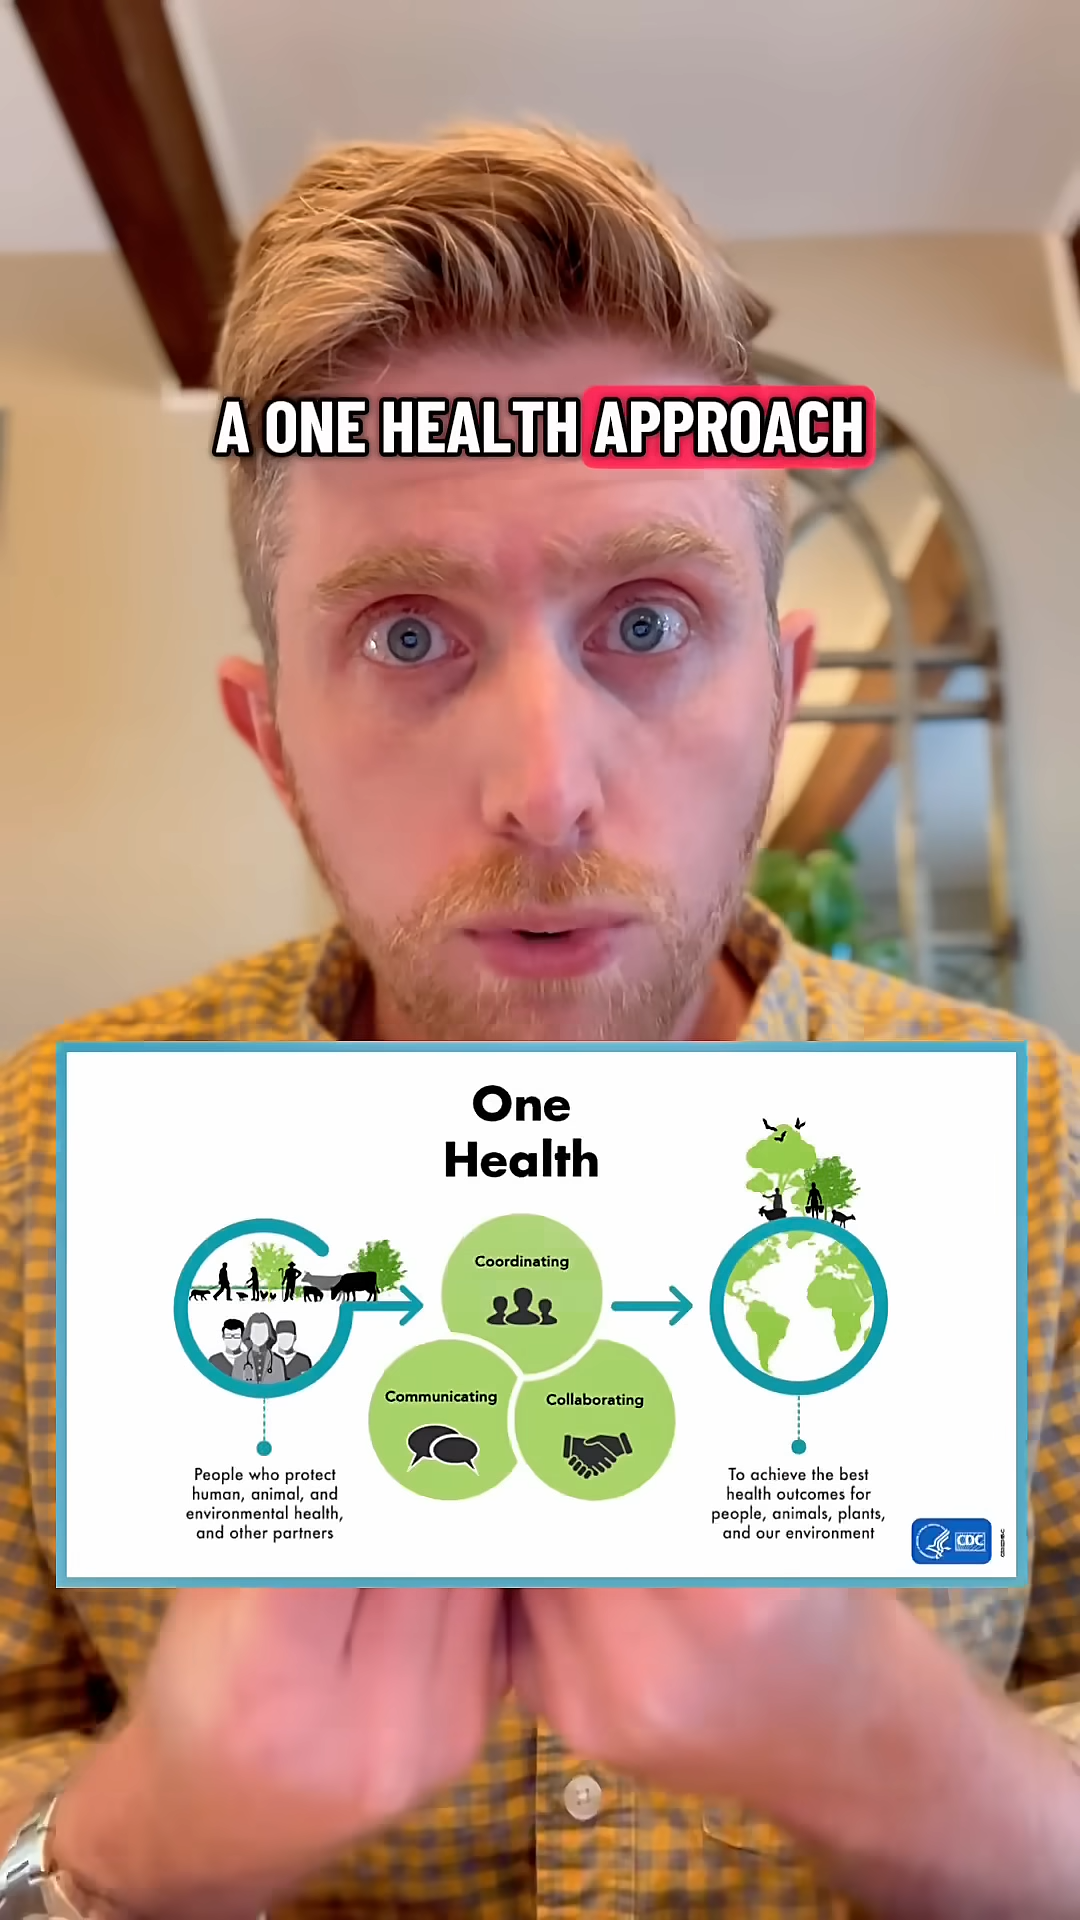 A ONE HEALTH APPROACH
One
Health
Coordinating
Communicating
Collaborating
People who protect
human, animal, and
environmental health,
and other partners
To achieve the best
health outcomes for
people, animals, plants,
and our environment
CDC